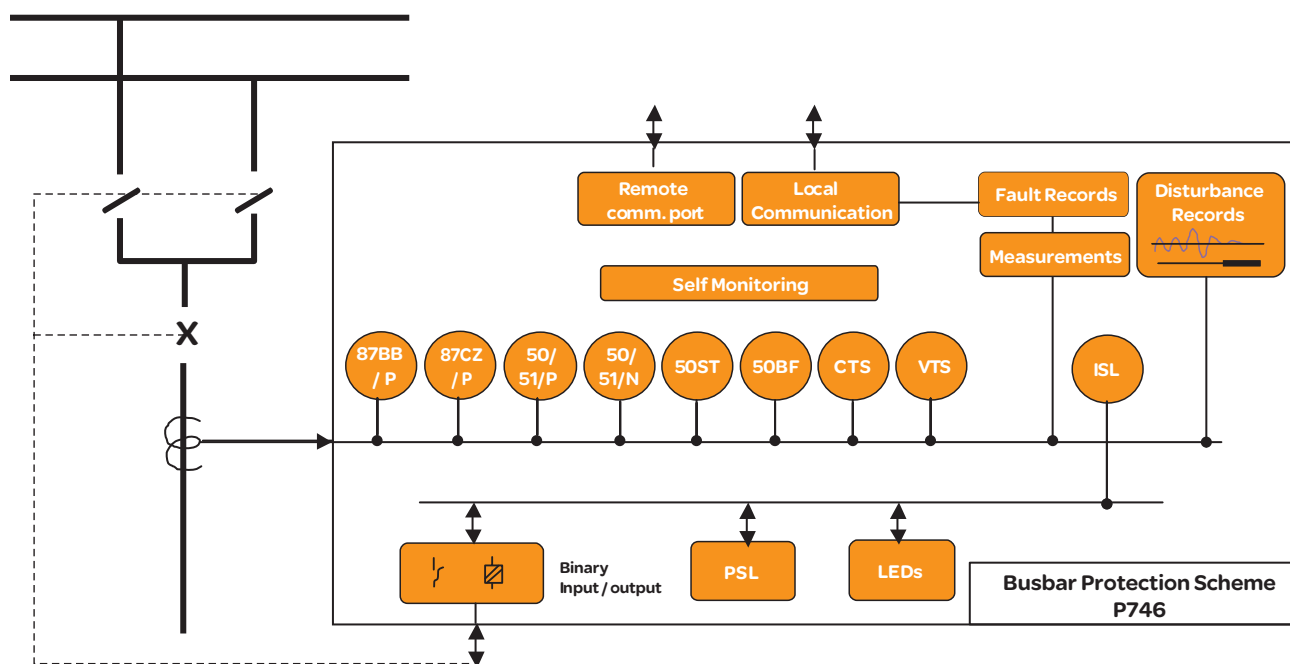 Remote
comm. port
Local
Communication
Fault Records
Disturbance
Records
Measurements
Self Monitoring
87BB
/ P
87CZ
/ P
50/
51/P
50/
51/N
50ST
50BF
CTS
VTS
ISL
Binary
Input / output
PSL
LEDs
Busbar Protection Scheme
P746